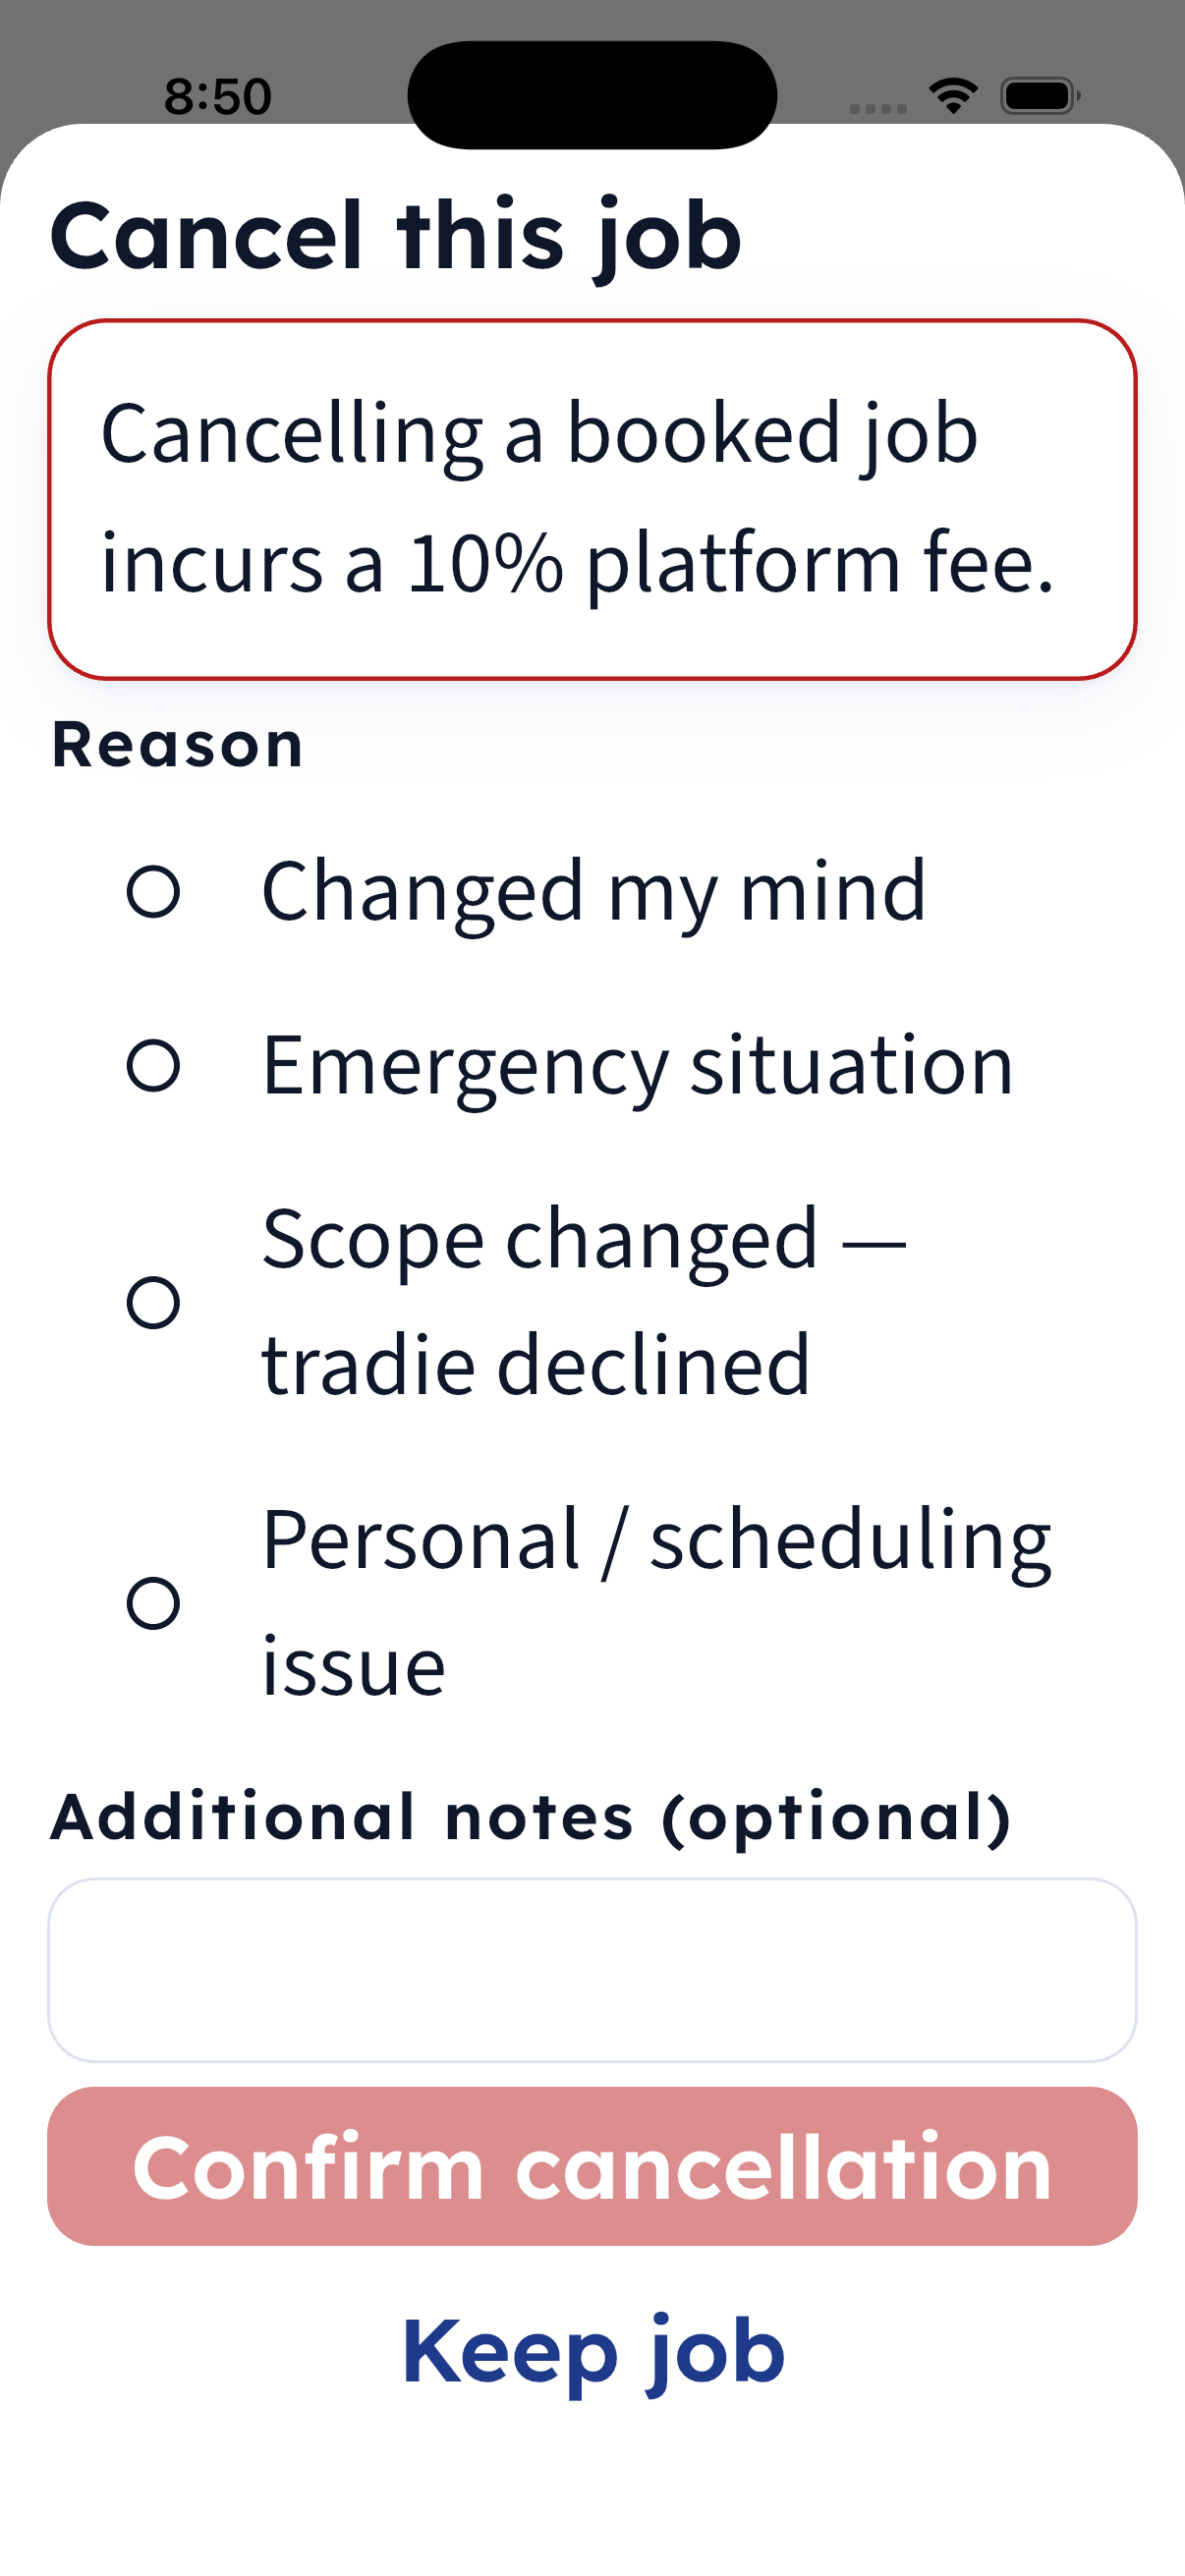 8:50
Cancel this job
Cancelling a booked job
incurs a 10% platform fee.
Reason
Changed my mind
Emergency situation
Scope changed —
tradie declined
Personal / scheduling
issue
Additional notes (optional)
Confirm cancellation
Keep job